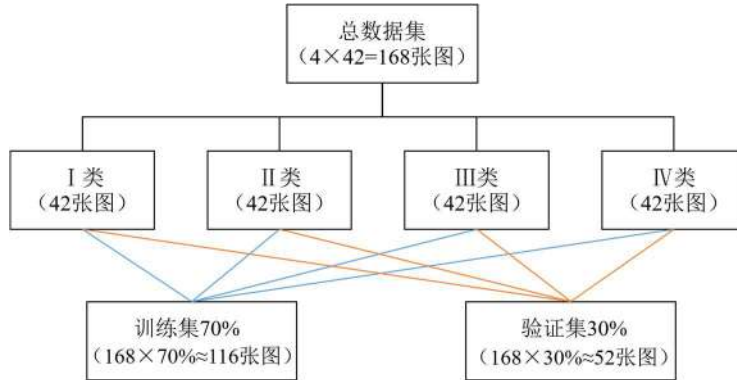 总数据集
（4×42=168张图）
Ⅰ类
（42张图）
Ⅱ类
（42张图）
Ⅲ类
（42张图）
Ⅳ类
（42张图）
训练集70%
(168×70%≈116张图)
验证集30%
(168×30%≈52张图)